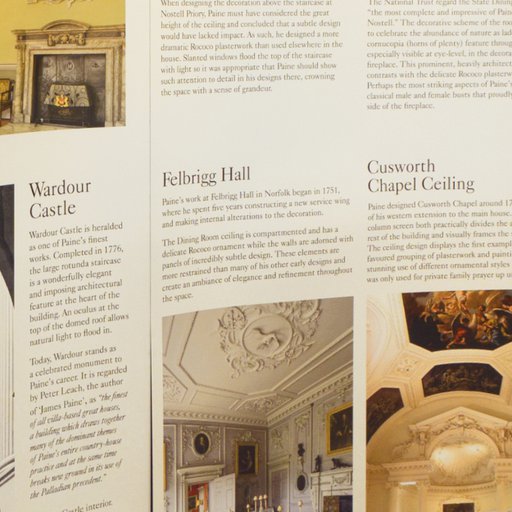 When designing the decoration above the staircase at
Nostell Priory, Paine must have considered the great
height of the ceiling and concluded that a subtle design
would have lacked impact. As such, he designed a more
dramatic Rococo plasterwork than used elsewhere in the
house. Slanted windows flood the top of the staircase
with light so it was appropriate that Paine should show
such attention to detail in his designs there, crowning
the space with a sense of grandeur.
The National Trust regard the State Dining
"the most complete and impressive of Paine's
Nostell." The decorative scheme of the room
to celebrate the abundance of nature as
cornucopia (horns of plenty) feature through
especially visible at eye-level, in the decorat
fireplace. This prominent, heavily architect
contrasts with the delicate Rococo plasterw
Perhaps the most striking aspects of Paine's
classical male and female busts that proudly
side of the fireplace.
Wardour
Castle
Wardour Castle is heralded
as one of Paine's finest
works. Completed in 1776,
the large rotunda staircase
is a wonderfully elegant
and imposing architectural
feature at the heart of the
building. An oculus at the
top of the domed roof allows
natural light to flood in.
Today, Wardour stands as
a celebrated monument to
Paine's career. It is regarded
by Peter Leach, the author
of 'James Paine', as "the finest
of all villa-based great houses,
a building which draws together
many of the dominant themes
of Paine's entire country-house
practice and at the same time
breaks new ground in its use of
the Palladian precedent."
Castle interior.
Felbrigg Hall
Paine's work at Felbrigg Hall in Norfolk began in 1751,
where he spent five years constructing a new service wing
and making internal alterations to the decoration.
The Dining Room ceiling is compartmented and has a
delicate Rococo ornament while the walls are adorned with
panels of incredibly subtle design. These elements are
more restrained than many of his other early designs and
create an ambiance of elegance and refinement throughout
the space.
Cusworth
Chapel Ceiling
Paine designed Cusworth Chapel around 17
of his western extension to the main house.
column screen both practically divides the s
rest of the building and visually frames the s
The ceiling design displays the first example
favoured grouping of plasterwork and painte
stunning use of different ornamental styles
was only used for private family prayer up u